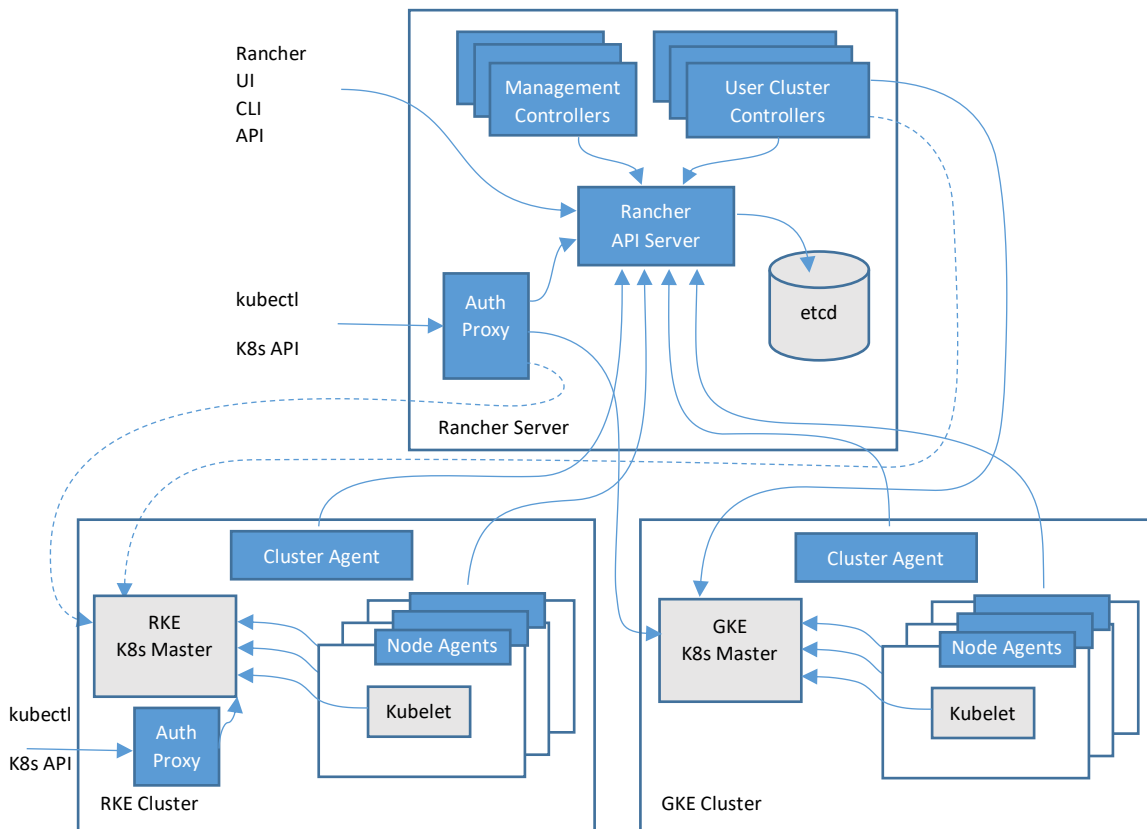 Rancher
UI
CLI
API
Management
Controllers
User Cluster
Controllers
Rancher
API Server
etcd
kubectl
K8s API
Auth
Proxy
Rancher Server
Cluster Agent
RKE
K8s Master
Node Agents
Kubelet
kubectl
K8s API
Auth
Proxy
RKE Cluster
Cluster Agent
GKE
K8s Master
Node Agents
Kubelet
GKE Cluster